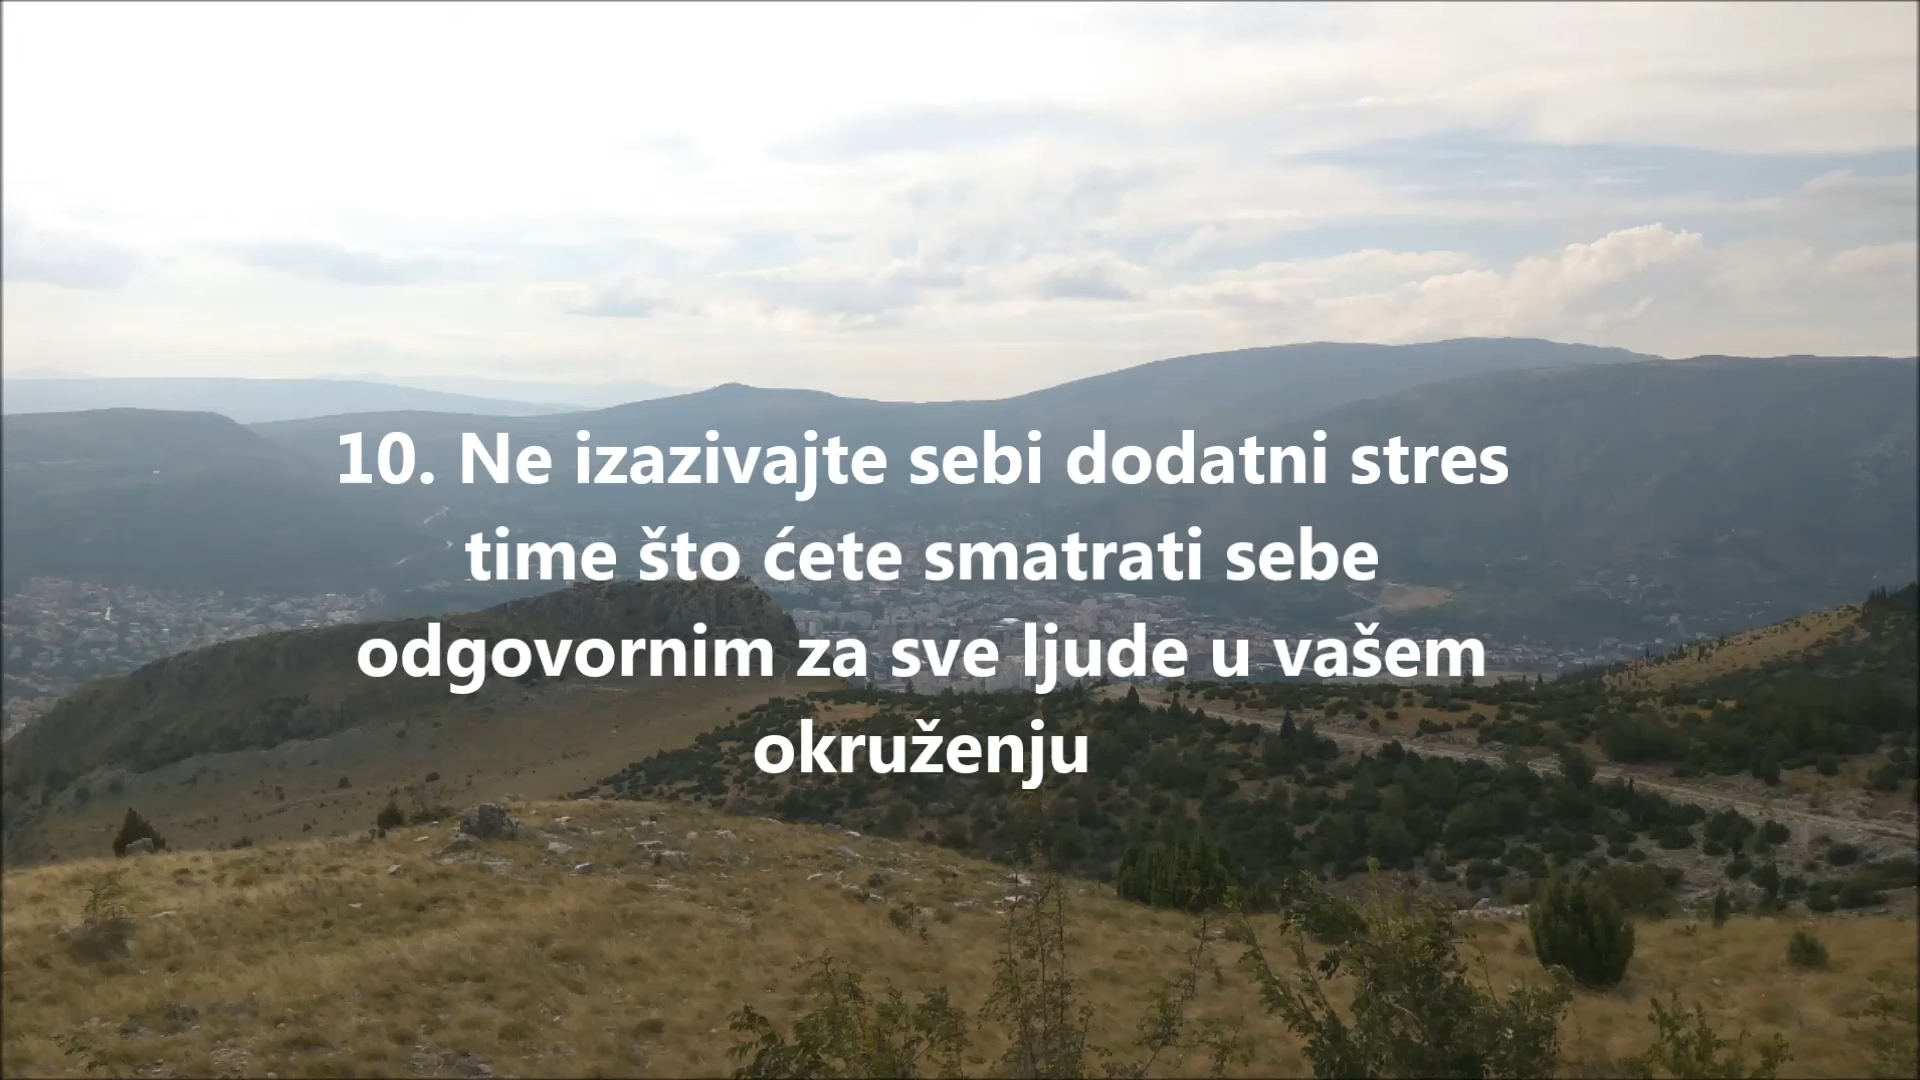 10. Ne izazivajte sebi dodatni stres
time što ćete smatrati sebe
odgovornim za sve ljude u vašem
okruženju